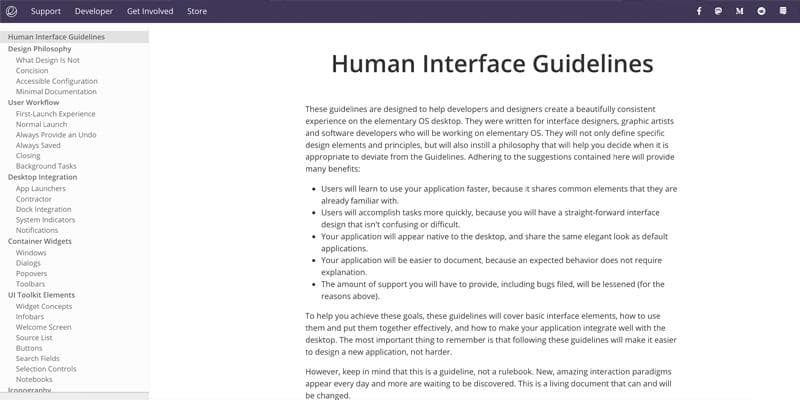 Support Developer Get Involved Store
Human Interface Guidelines
Design Philosophy
What Design Is Not
Concision
Accessible Configuration
Minimal Documentation
User Workflow
First-Launch Experience
Normal Launch
Always Provide an Undo
Always Saved
Closing
Background Tasks
Desktop Integration
App Launchers
Contractor
Dock Integration
System Indicators
Notifications
Container Widgets
Windows
Dialogs
Popovers
Toolbars
UI Toolkit Elements
Widget Concepts
Infobars
Welcome Screen
Source List
Buttons
Search Fields
Selection Controls
Notebooks
Iconography
Human Interface Guidelines
These guidelines are designed to help developers and designers create a beautifully consistent
experience on the elementary OS desktop. They were written for interface designers, graphic artists
and software developers who will be working on elementary OS. They will not only define specific
design elements and principles, but will also instill a philosophy that will help you decide when it is
appropriate to deviate from the Guidelines. Adhering to the suggestions contained here will provide
many benefits:
• Users will learn to use your application faster, because it shares common elements that they are
already familiar with.
• Users will accomplish tasks more quickly, because you will have a straight-forward interface
design that isn't confusing or difficult.
• Your application will appear native to the desktop, and share the same elegant look as default
applications.
• Your application will be easier to document, because an expected behavior does not require
explanation.
• The amount of support you will have to provide, including bugs filed, will be lessened (for the
reasons above).
To help you achieve these goals, these guidelines will cover basic interface elements, how to use
them and put them together effectively, and how to make your application integrate well with the
desktop. The most important thing to remember is that following these guidelines will make it easier
to design a new application, not harder.
However, keep in mind that this is a guideline, not a rulebook. New, amazing interaction paradigms
appear every day and more are waiting to be discovered. This is a living document that can and will
be changed.